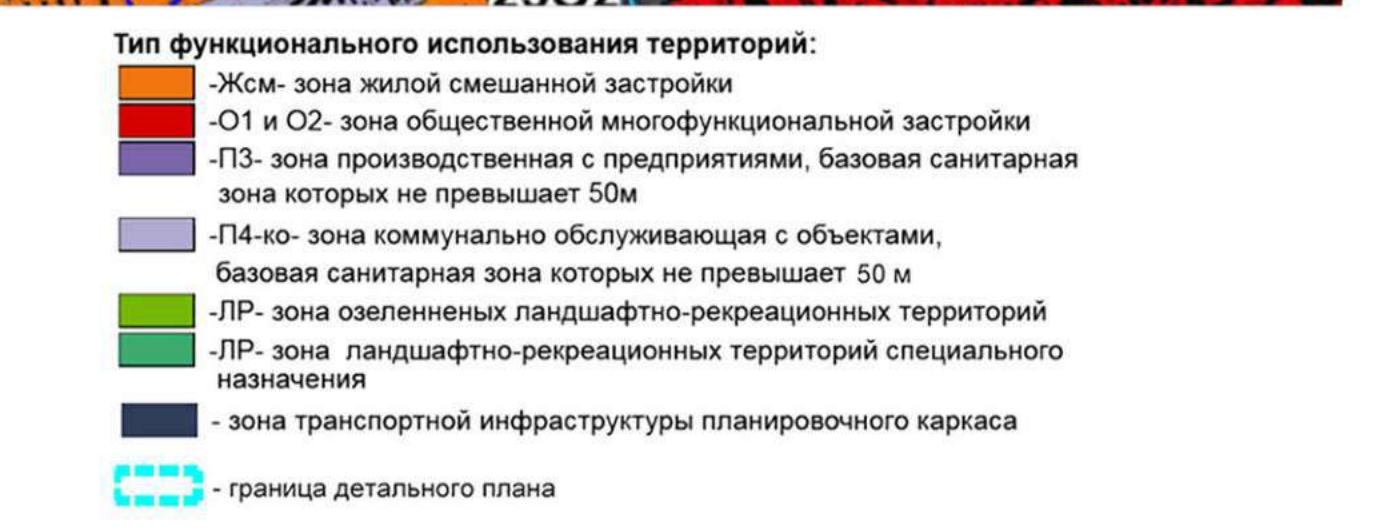 Тип функционального использования территорий:
-Жсм- зона жилой смешанной застройки
-О1 и О2- зона общественной многофункциональной застройки
-П3- зона производственная с предприятиями, базовая санитарная
зона которых не превышает 50м
-П4-ко- зона коммунально обслуживающая с объектами,
базовая санитарная зона которых не превышает 50 м
-ЛР- зона озелененных ландшафтно-рекреационных территорий
-ЛР- зона ландшафтно-рекреационных территорий специального
назначения
- зона транспортной инфраструктуры планировочного каркаса
- граница детального плана